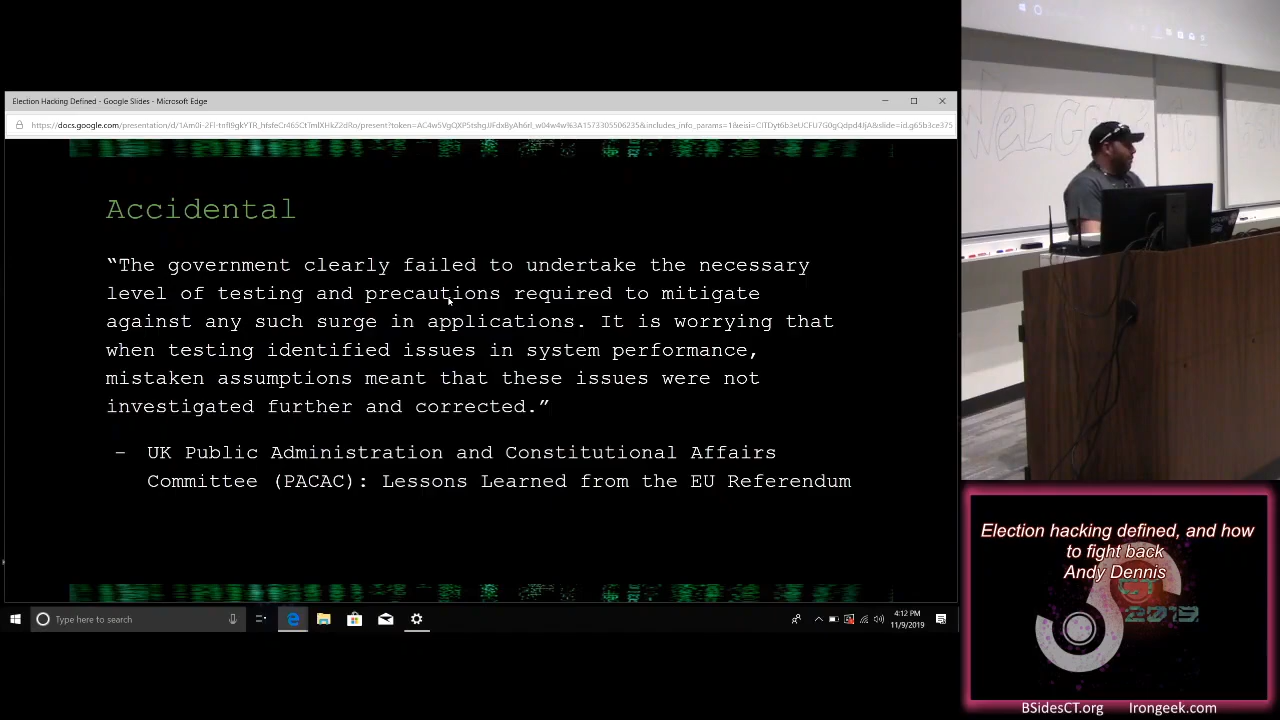 Election Hacking Defined - Google Slides - Microsoft Edge
Accidental
“The government clearly failed to undertake the necessary
level of testing and precautions required to mitigate
against any such surge in applications. It is worrying that
when testing identified issues in system performance,
mistaken assumptions meant that these issues were not
investigated further and corrected.”
– UK Public Administration and Constitutional Affairs
Committee (PACAC): Lessons Learned from the EU Referendum
Type here to search
4:12 PM
11/9/2019
WELCOME
Election hacking defined, and how
to fight back
Andy Dennis
CT
2019
BSidesCT.org Irongeek.com